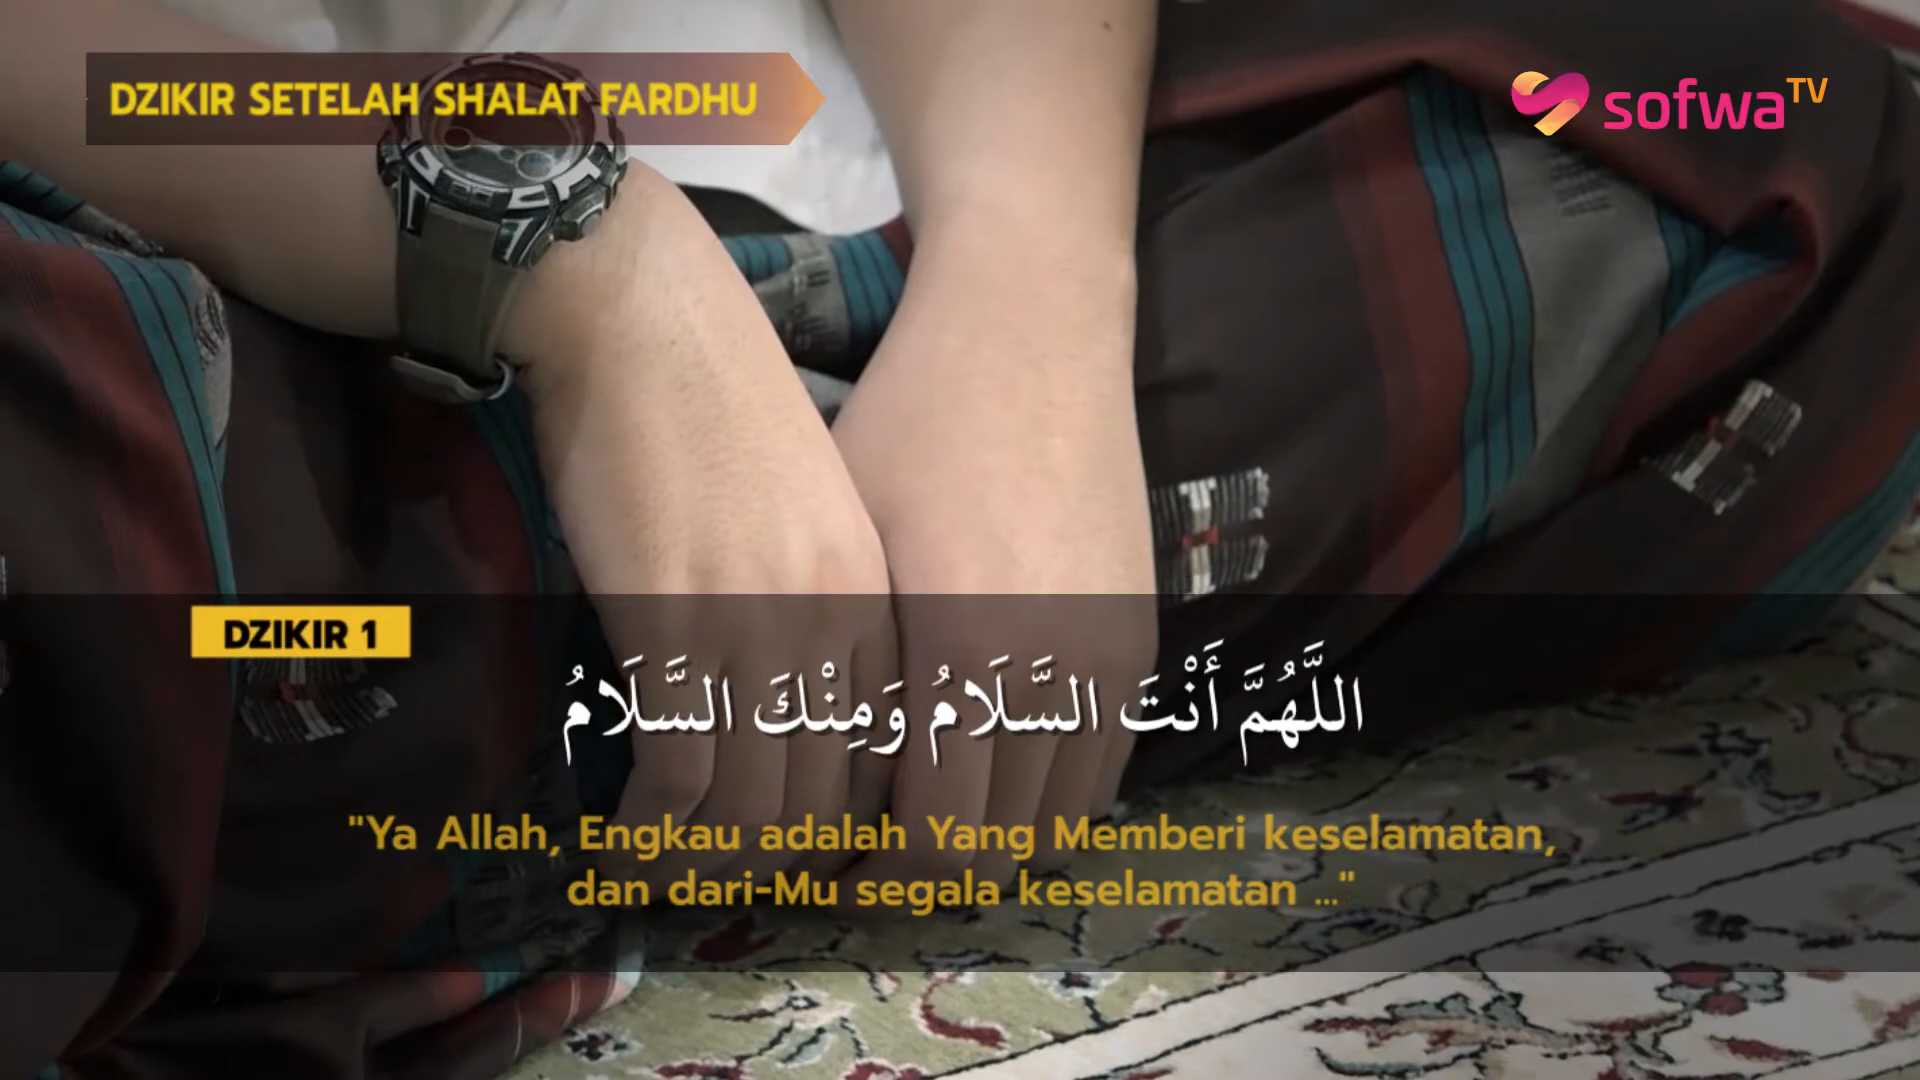 DZIKIR SETELAH SHALAT FARDHU
sofwaTV
DZIKIR 1
اللَّهُمَّ أَنْتَ السَّلَامُ وَمِنْكَ السَّلَامُ
"Ya Allah, Engkau adalah Yang Memberi keselamatan,
dan dari-Mu segala keselamatan ..."